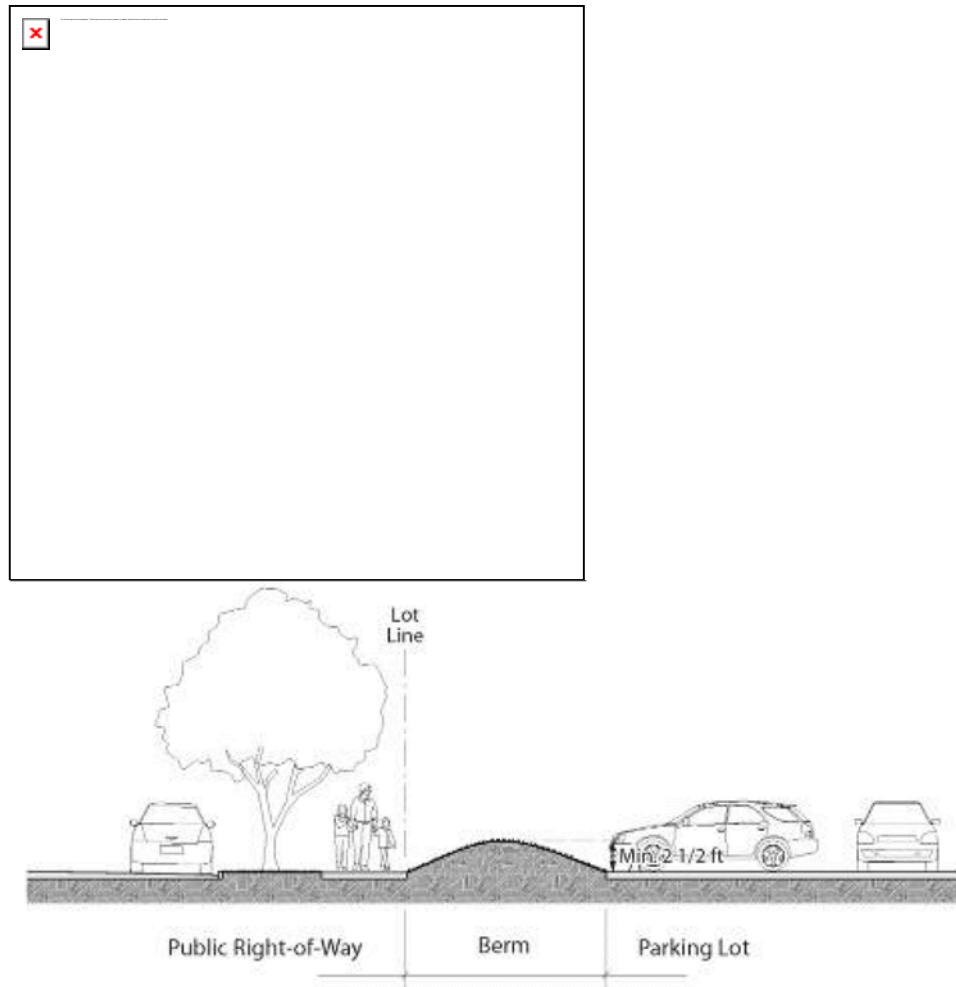 Lot
Line
Min. 2 1/2 ft
Public Right-of-Way
Berm
Parking Lot